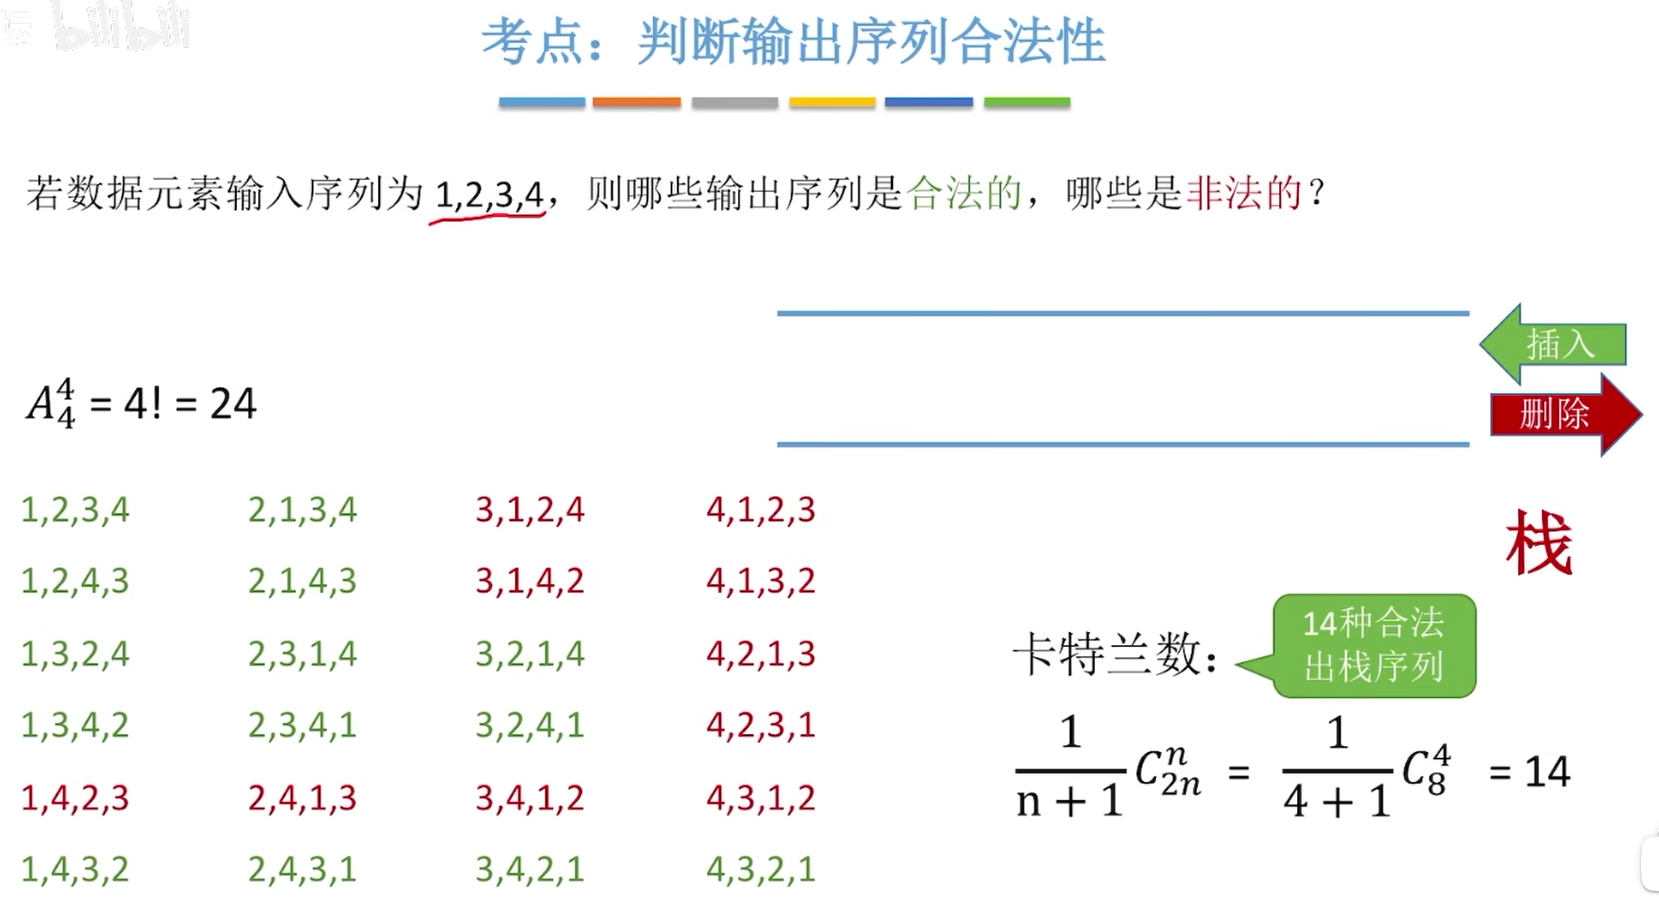 bilibili
考点：判断输出序列合法性
若数据元素输入序列为 1,2,3,4，则哪些输出序列是合法的，哪些是非法的？
插入
删除
A₄⁴ = 4! = 24
1,2,3,4 2,1,3,4 3,1,2,4 4,1,2,3
1,2,4,3 2,1,4,3 3,1,4,2 4,1,3,2
1,3,2,4 2,3,1,4 3,2,1,4 4,2,1,3
1,3,4,2 2,3,4,1 3,2,4,1 4,2,3,1
1,4,2,3 2,4,1,3 3,4,1,2 4,3,1,2
1,4,3,2 2,4,3,1 3,4,2,1 4,3,2,1
栈
14种合法
出栈序列
卡特兰数：
1/(n + 1) C₂ₙⁿ = 1/(4 + 1) C₈⁴ = 14